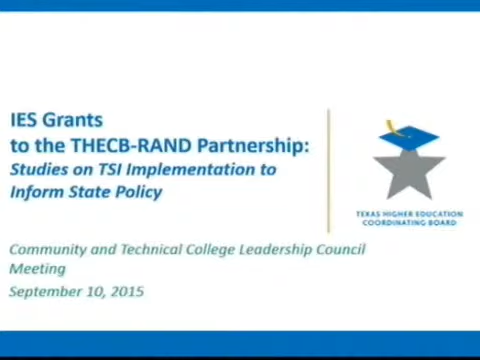 IES Grants
to the THECB-RAND Partnership:
Studies on TSI Implementation to
Inform State Policy
TEXAS HIGHER EDUCATION
COORDINATING BOARD
Community and Technical College Leadership Council
Meeting
September 10, 2015